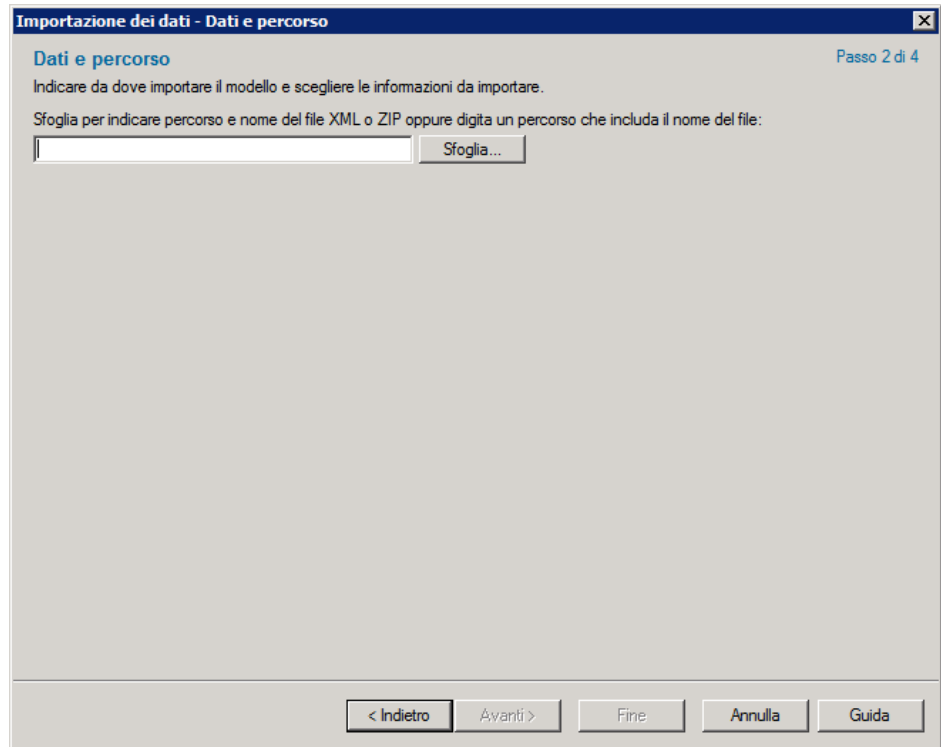 Importazione dei dati - Dati e percorso
Dati e percorso
Passo 2 di 4
Indicare da dove importare il modello e scegliere le informazioni da importare.
Sfoglia per indicare percorso e nome del file XML o ZIP oppure digita un percorso che includa il nome del file:
Sfoglia...
< Indietro
Avanti >
Fine
Annulla
Guida